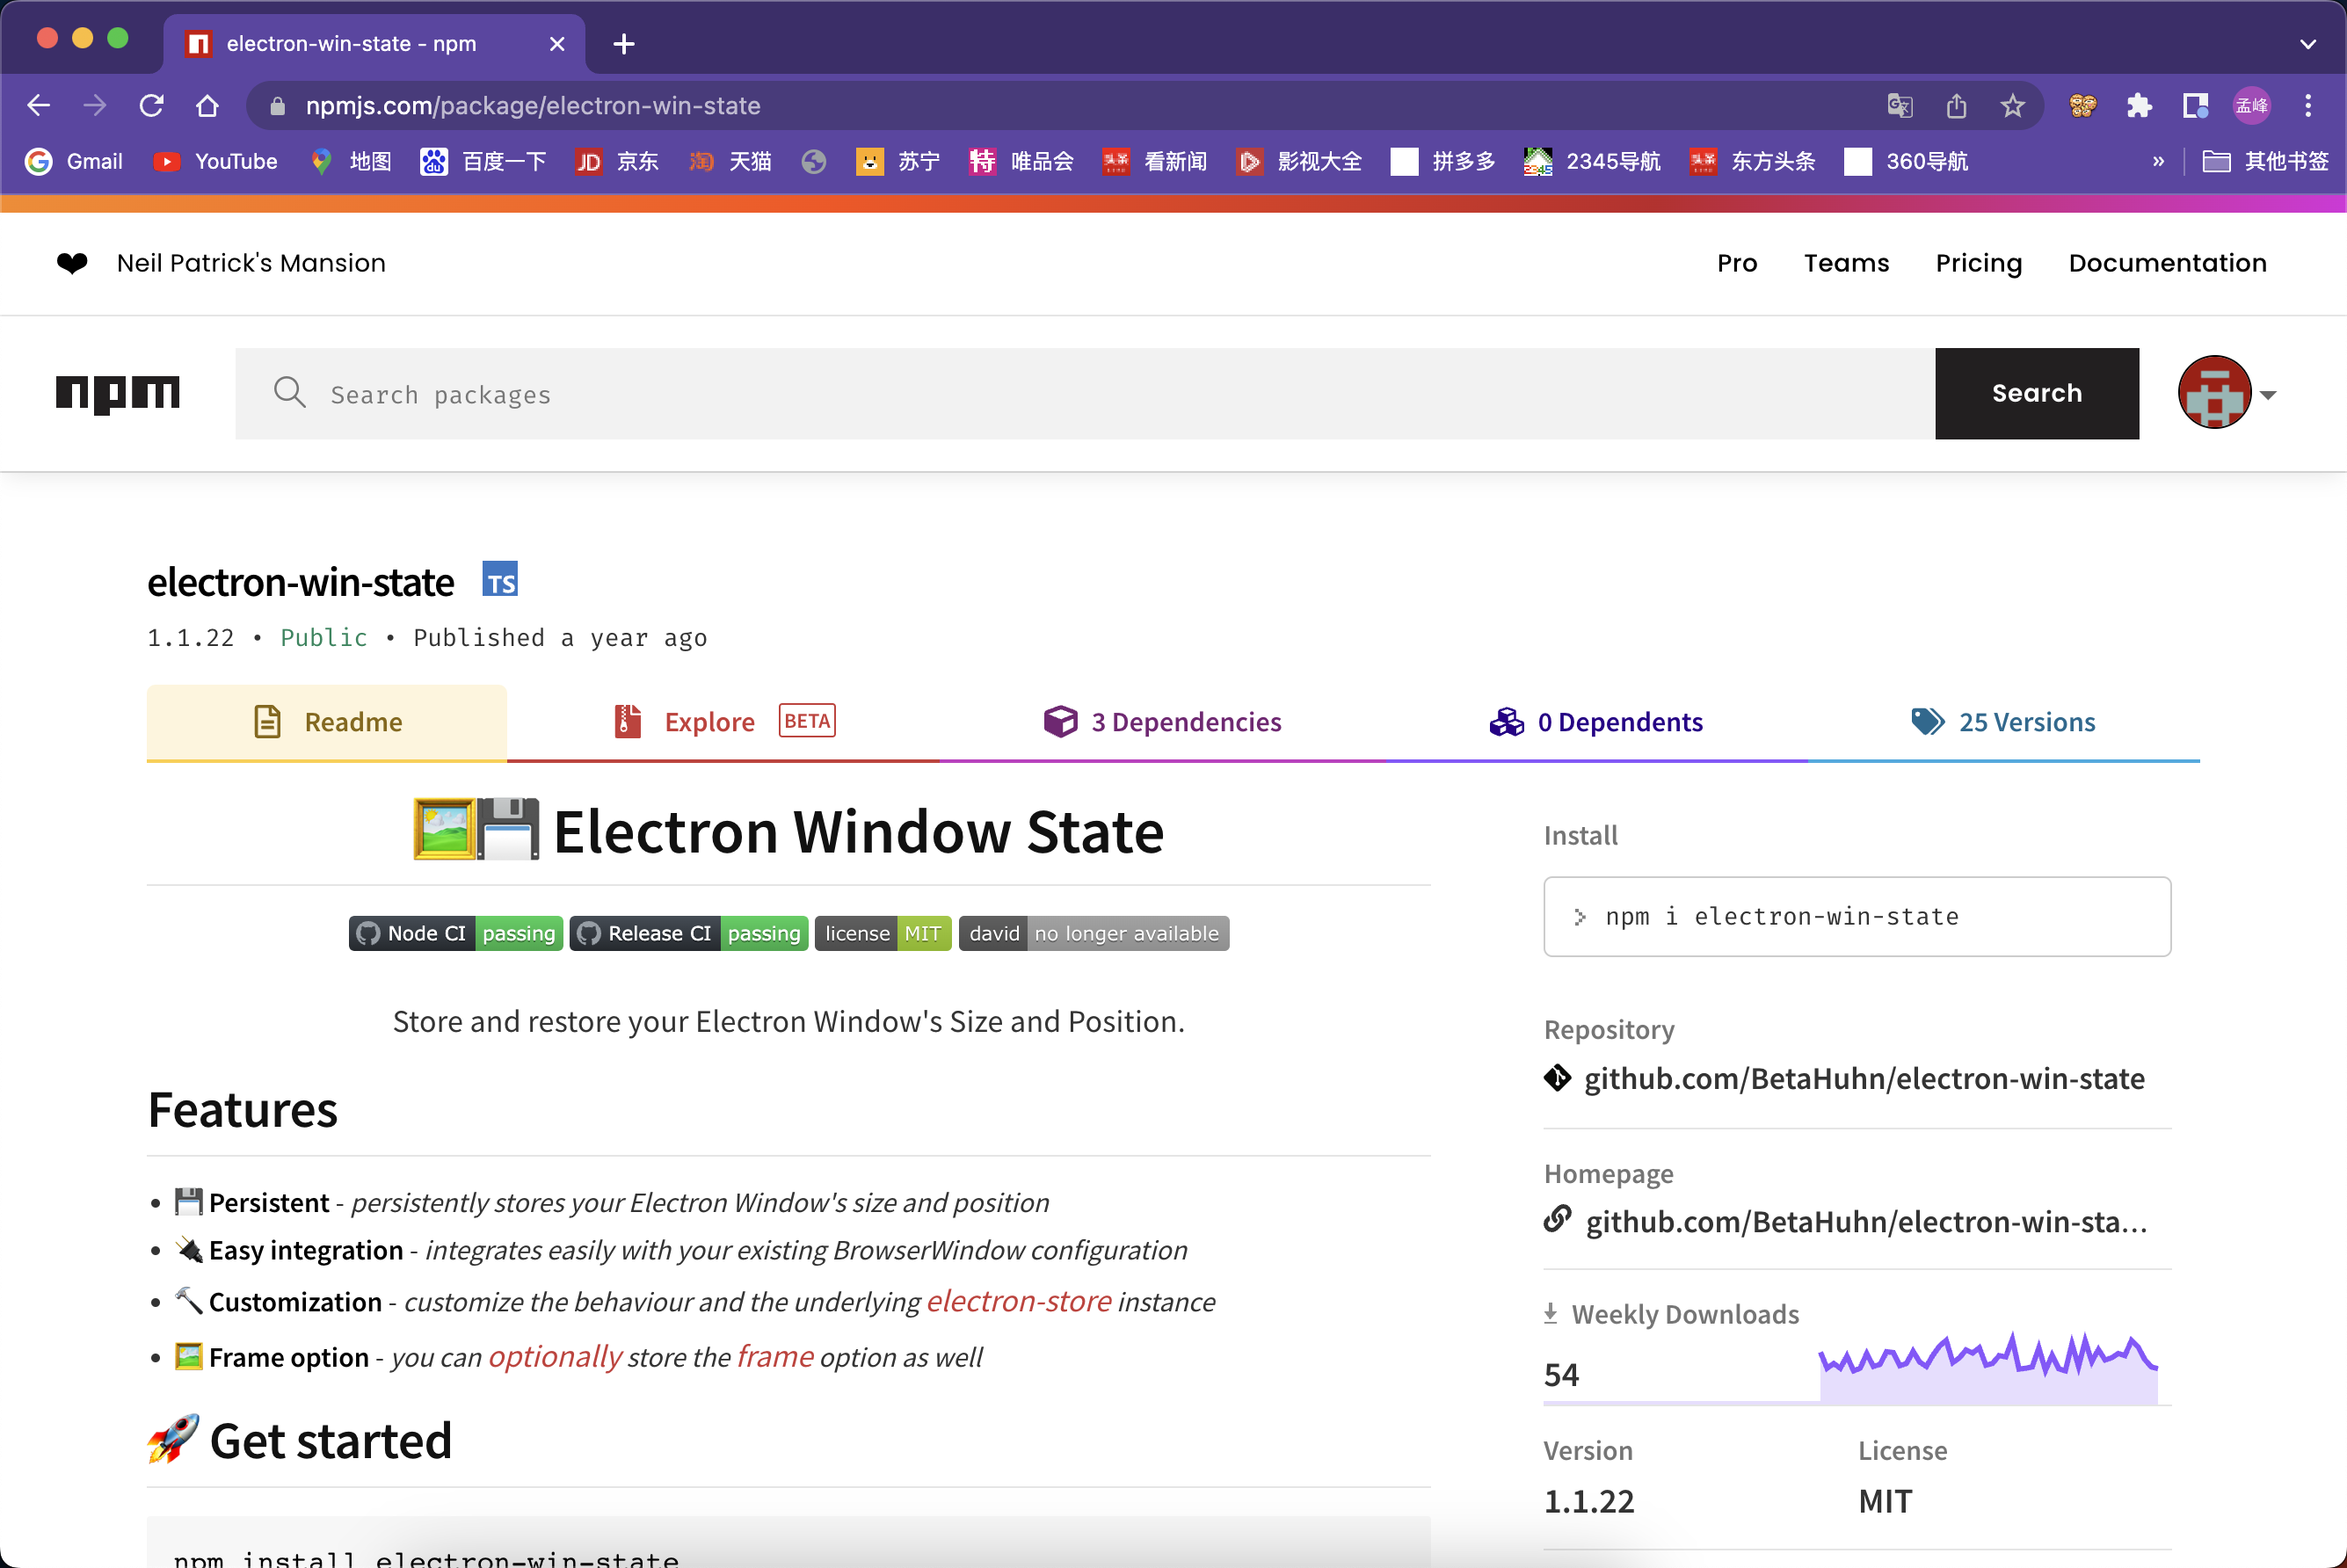 electron-win-state - npm
npmjs.com/package/electron-win-state
孟峰
Gmail YouTube 地图 百度一下 京东 天猫 苏宁 唯品会 看新闻 影视大全 拼多多 2345导航 东方头条 360导航 » 其他书签
Neil Patrick's Mansion Pro Teams Pricing Documentation
npm Search packages Search
electron-win-state TS
1.1.22 • Public • Published a year ago
Readme Explore BETA 3 Dependencies 0 Dependents 25 Versions
Electron Window State
Node CI passing Release CI passing license MIT david no longer available
Store and restore your Electron Window's Size and Position.
Features
• Persistent - persistently stores your Electron Window's size and position
• Easy integration - integrates easily with your existing BrowserWindow configuration
• Customization - customize the behaviour and the underlying electron-store instance
• Frame option - you can optionally store the frame option as well
Get started
npm install electron-win-state
Install
> npm i electron-win-state
Repository
github.com/BetaHuhn/electron-win-state
Homepage
github.com/BetaHuhn/electron-win-sta...
Weekly Downloads
54
Version License
1.1.22 MIT